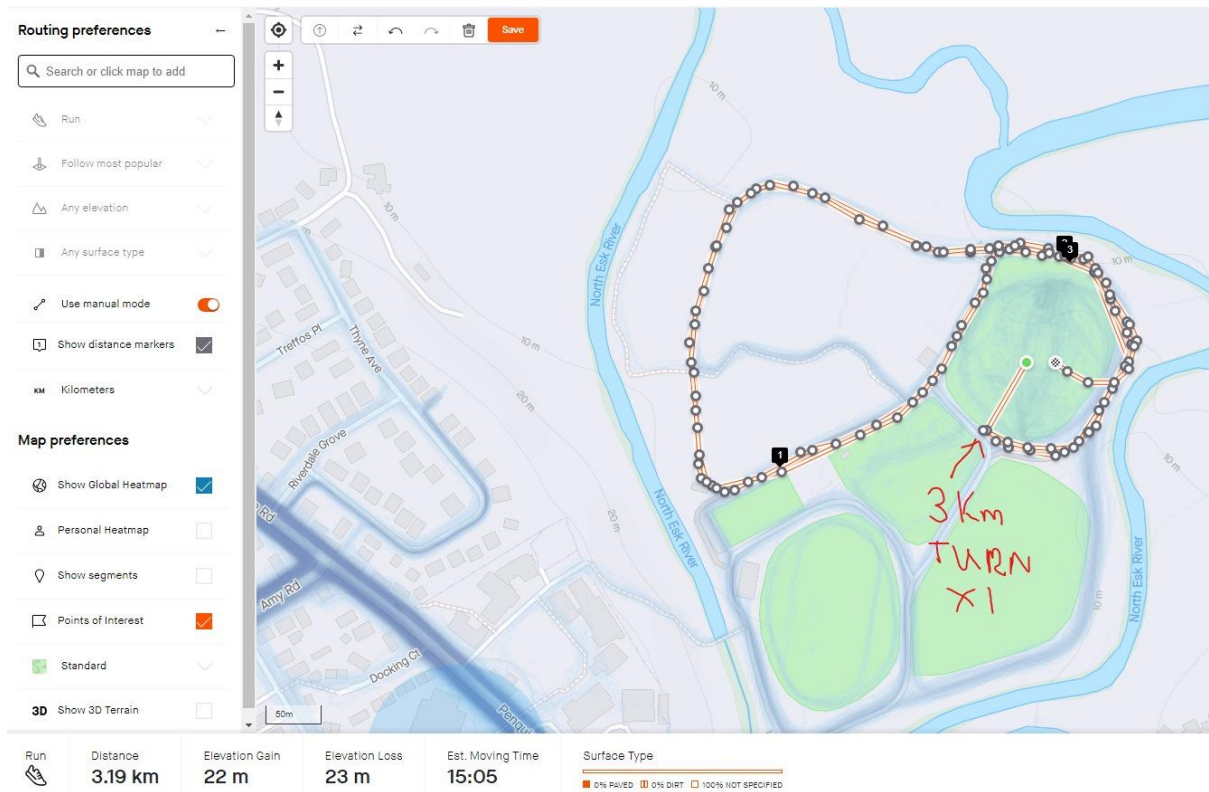 Routing preferences
Search or click map to add
Run
Follow most popular
Any elevation
Any surface type
Use manual mode
Show distance markers
KM Kilometers
Map preferences
Show Global Heatmap
Personal Heatmap
Show segments
Points of Interest
Standard
3D Show 3D Terrain
Save
10 m
10 m
North Esk River
2
3
10 m
Treffos Pl
Thyne Ave
10 m
20 m
Riverdale Grove
1
10 m
North Esk River
20 m
3 Km
TURN
X1
Amy Rd
10 m
North Esk River
Docking Ct
50m
Run
Distance
3.19 km
Elevation Gain
22 m
Elevation Loss
23 m
Est. Moving Time
15:05
Surface Type
0% PAVED 0% DIRT 100% NOT SPECIFIED